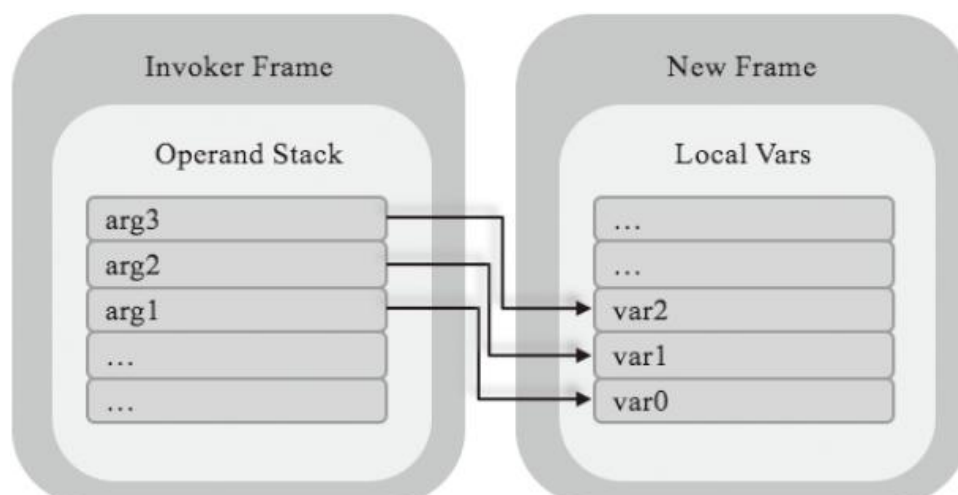 Invoker Frame
Operand Stack
arg3
arg2
arg1
...
...
New Frame
Local Vars
...
...
var2
var1
var0